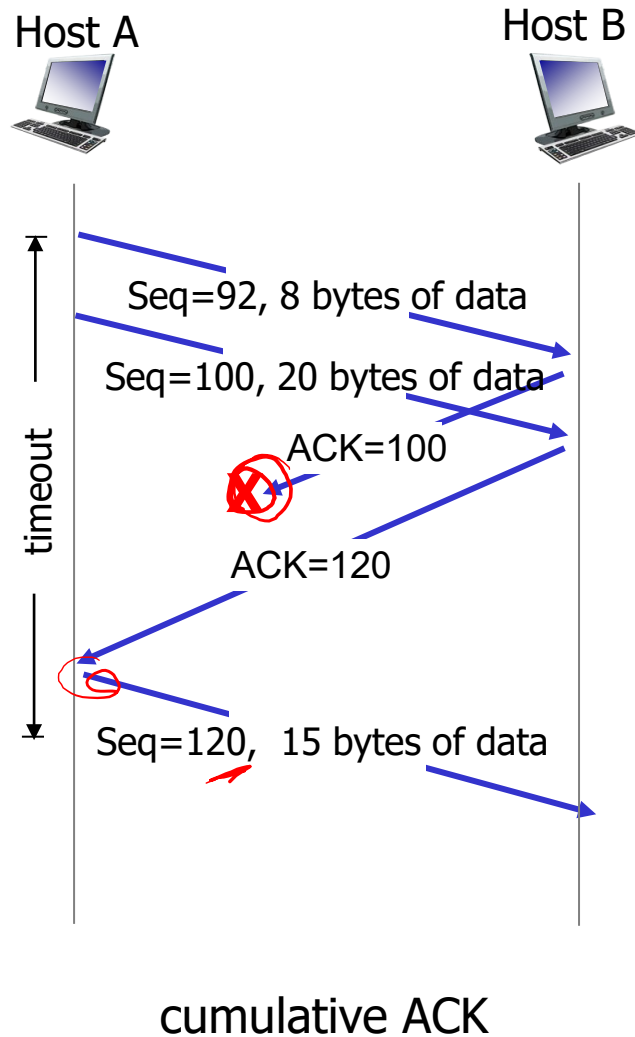 Host A
Host B
Seq=92, 8 bytes of data
Seq=100, 20 bytes of data
ACK=100
X
timeout
ACK=120
Seq=120, 15 bytes of data
cumulative ACK